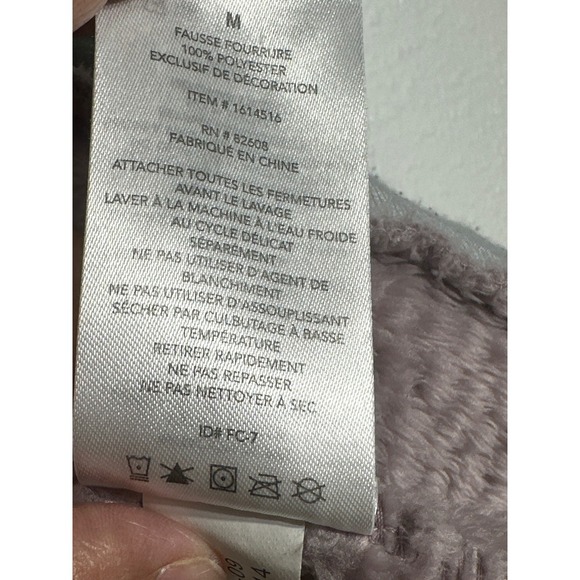 M
FAUSSE FOURRURE
100% POLYESTER
EXCLUSIF DE DÉCORATION
ITEM # 1614516
RN # 82608
FABRIQUÉ EN CHINE
ATTACHER TOUTES LES FERMETURES
AVANT LE LAVAGE
LAVER À LA MACHINE À L'EAU FROIDE
AU CYCLE DÉLICAT
SÉPARÉMENT
NE PAS UTILISER D'AGENT DE
BLANCHIMENT
NE PAS UTILISER D'ASSOUPLISSANT
SÉCHER PAR CULBUTAGE À BASSE
TEMPÉRATURE
RETIRER RAPIDEMENT
NE PAS REPASSER
NE PAS NETTOYER À SEC
ID# FC-7